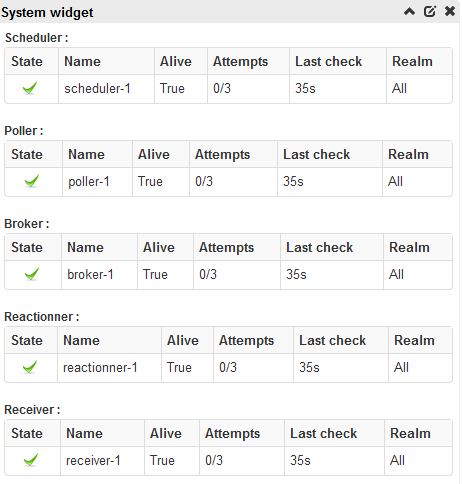 System widget
Scheduler :
State Name Alive Attempts Last check Realm
scheduler-1 True 0/3 35s All
Poller :
State Name Alive Attempts Last check Realm
poller-1 True 0/3 35s All
Broker :
State Name Alive Attempts Last check Realm
broker-1 True 0/3 35s All
Reactionner :
State Name Alive Attempts Last check Realm
reactionner-1 True 0/3 35s All
Receiver :
State Name Alive Attempts Last check Realm
receiver-1 True 0/3 35s All